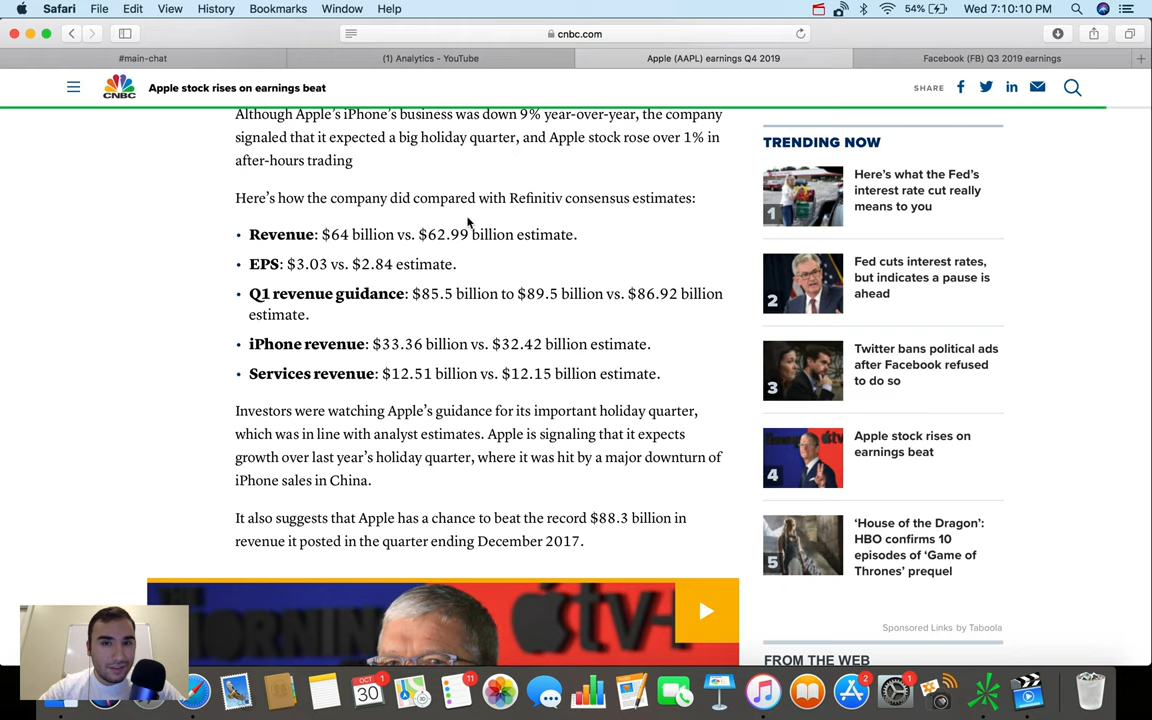 Safari File Edit View History Bookmarks Window Help 54% Wed 7:10:10 PM
cnbc.com
#main-chat (1) Analytics - YouTube Apple (AAPL) earnings Q4 2019 Facebook (FB) Q3 2019 earnings
CNBC Apple stock rises on earnings beat SHARE
Although Apple's iPhone's business was down 9% year-over-year, the company
signaled that it expected a big holiday quarter, and Apple stock rose over 1% in
after-hours trading
Here's how the company did compared with Refinitiv consensus estimates:
• Revenue: $64 billion vs. $62.99 billion estimate.
• EPS: $3.03 vs. $2.84 estimate.
• Q1 revenue guidance: $85.5 billion to $89.5 billion vs. $86.92 billion
estimate.
• iPhone revenue: $33.36 billion vs. $32.42 billion estimate.
• Services revenue: $12.51 billion vs. $12.15 billion estimate.
Investors were watching Apple's guidance for its important holiday quarter,
which was in line with analyst estimates. Apple is signaling that it expects
growth over last year's holiday quarter, where it was hit by a major downturn of
iPhone sales in China.
It also suggests that Apple has a chance to beat the record $88.3 billion in
revenue it posted in the quarter ending December 2017.
TRENDING NOW
1
Here's what the Fed's
interest rate cut really
means to you
2
Fed cuts interest rates,
but indicates a pause is
ahead
3
Twitter bans political ads
after Facebook refused
to do so
4
Apple stock rises on
earnings beat
5
'House of the Dragon':
HBO confirms 10
episodes of 'Game of
Thrones' prequel
Sponsored Links by Taboola
FROM THE WEB
MORNING
tv+
OCT
30
1
11
2
1